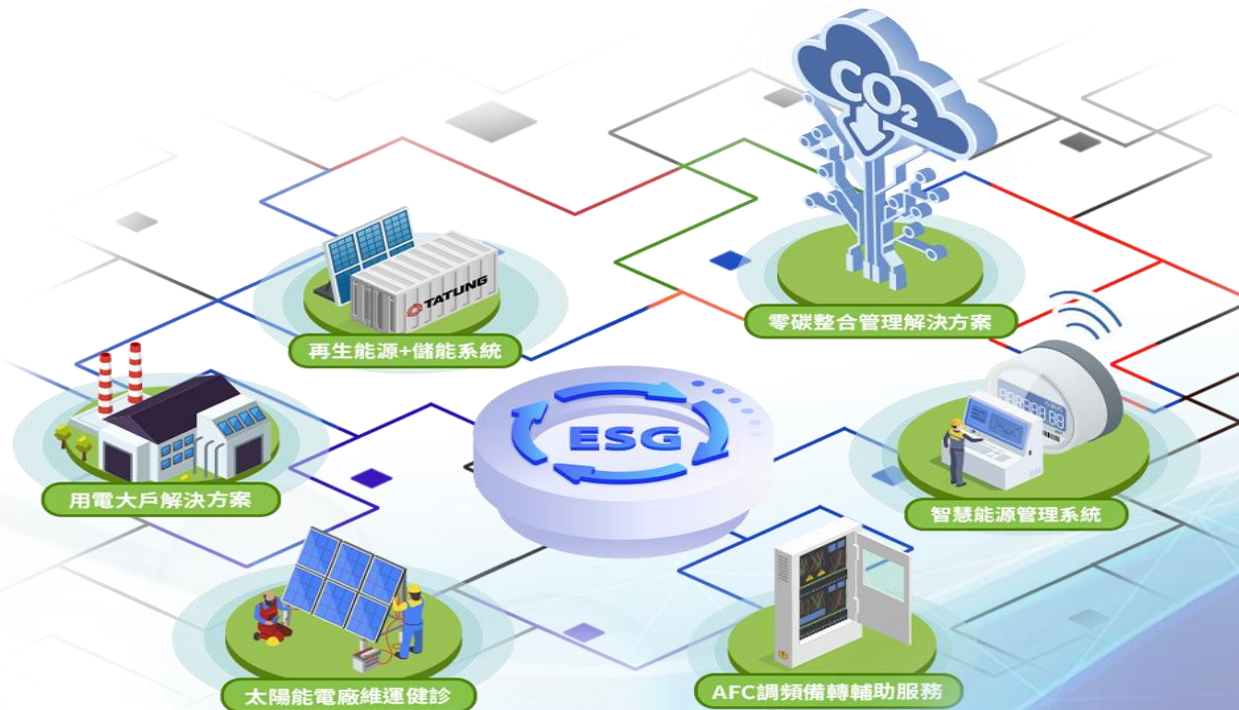 CO₂
零碳整合管理解決方案
TATUNG
再生能源+儲能系統
ESG
用電大戶解決方案
智慧能源管理系統
太陽能電廠維運健診
AFC調頻備轉輔助服務